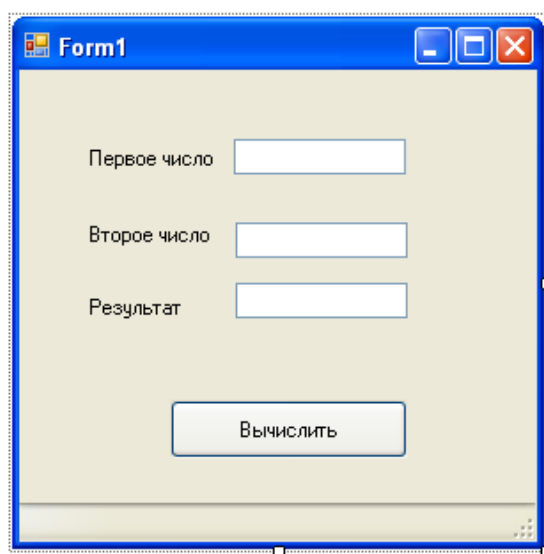 Form1
Первое число
Второе число
Результат
Вычислить